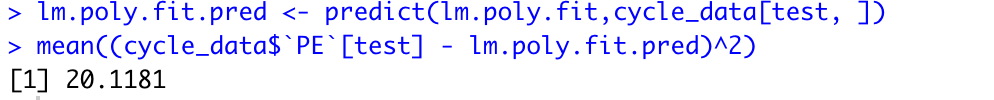 > lm.poly.fit.pred <- predict(lm.poly.fit,cycle_data[test, ])
> mean((cycle_data$`PE`[test] - lm.poly.fit.pred)^2)
[1] 20.1181